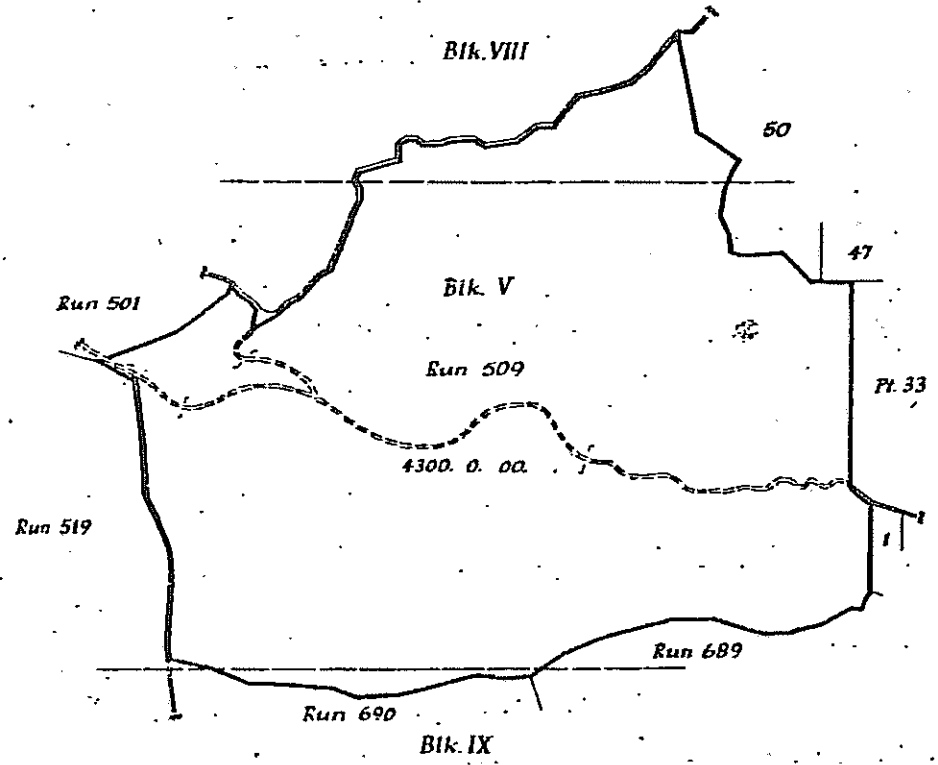 Blk. VIII
50
47
Blk. V
Run 501
Run 509
Pt. 33
4300. 0. 00.
Run 519
1
Run 689
Run 690
Blk. IX